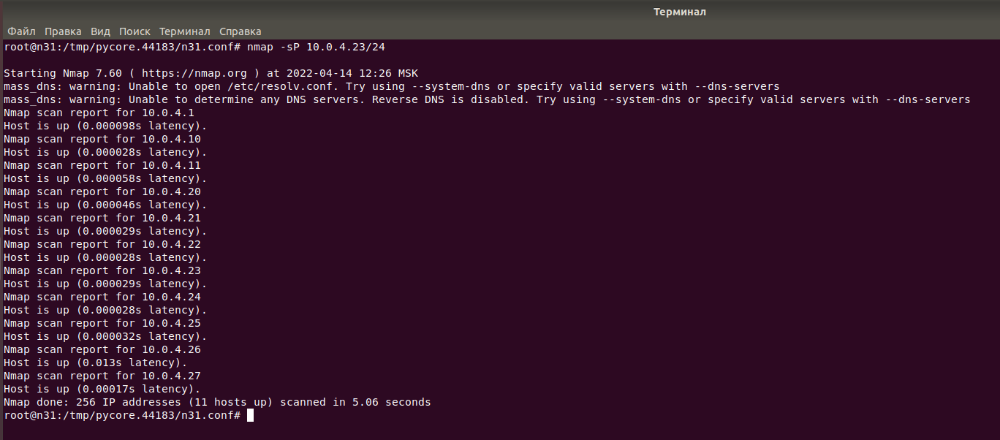 Терминал
Файл Правка Вид Поиск Терминал Справка
root@n31:/tmp/pycore.44183/n31.conf# nmap -sP 10.0.4.23/24
Starting Nmap 7.60 ( https://nmap.org ) at 2022-04-14 12:26 MSK
mass_dns: warning: Unable to open /etc/resolv.conf. Try using --system-dns or specify valid servers with --dns-servers
mass_dns: warning: Unable to determine any DNS servers. Reverse DNS is disabled. Try using --system-dns or specify valid servers with --dns-servers
Nmap scan report for 10.0.4.1
Host is up (0.000098s latency).
Nmap scan report for 10.0.4.10
Host is up (0.000028s latency).
Nmap scan report for 10.0.4.11
Host is up (0.000058s latency).
Nmap scan report for 10.0.4.20
Host is up (0.000046s latency).
Nmap scan report for 10.0.4.21
Host is up (0.000029s latency).
Nmap scan report for 10.0.4.22
Host is up (0.000028s latency).
Nmap scan report for 10.0.4.23
Host is up (0.000029s latency).
Nmap scan report for 10.0.4.24
Host is up (0.000028s latency).
Nmap scan report for 10.0.4.25
Host is up (0.000032s latency).
Nmap scan report for 10.0.4.26
Host is up (0.013s latency).
Nmap scan report for 10.0.4.27
Host is up (0.00017s latency).
Nmap done: 256 IP addresses (11 hosts up) scanned in 5.06 seconds
root@n31:/tmp/pycore.44183/n31.conf#